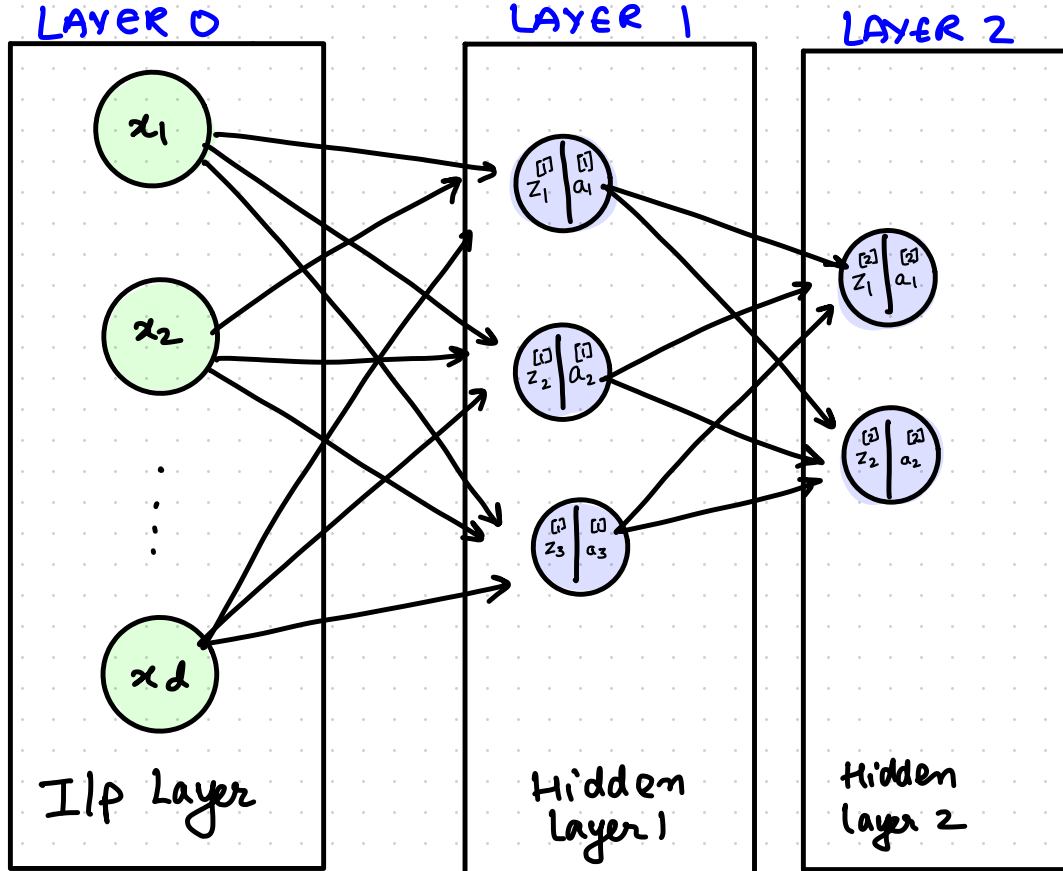 LAYER 0
LAYER 1
LAYER 2
x1
x2
xd
I/p Layer
z1[1] | a1[1]
z2[1] | a2[1]
z3[1] | a3[1]
Hidden
Layer 1
z1[2] | a1[2]
z2[2] | a2[2]
Hidden
layer 2